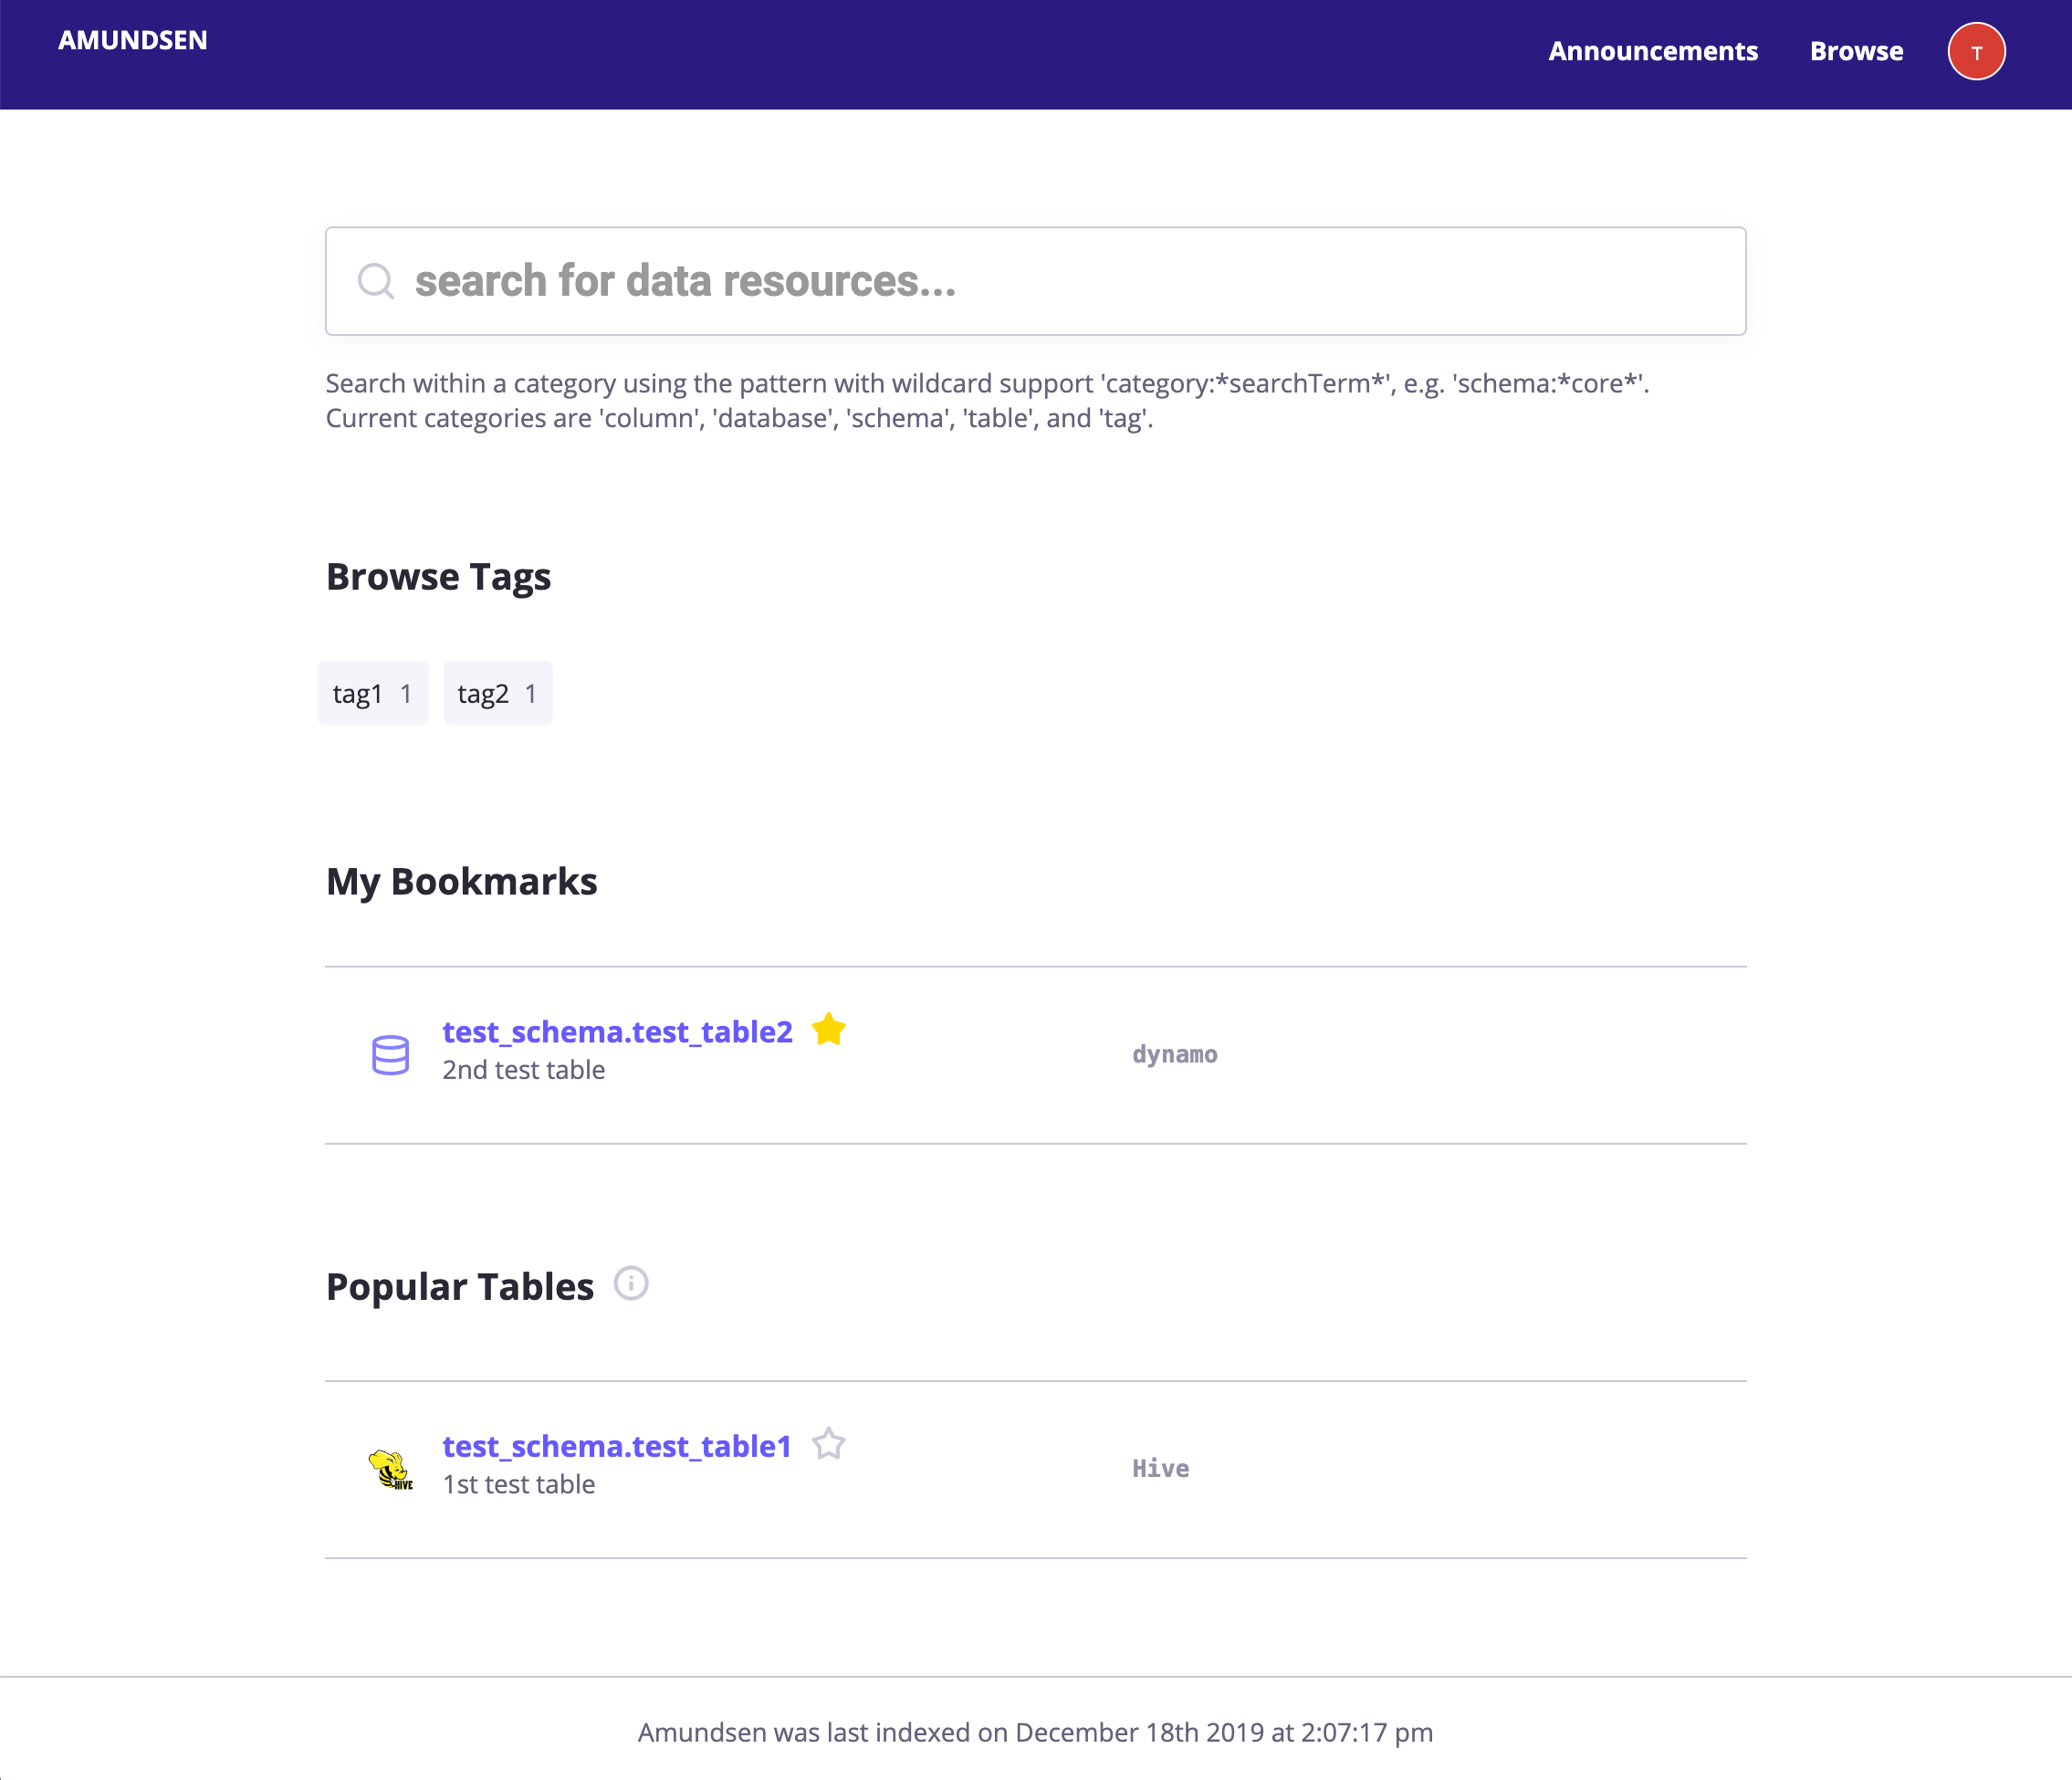 AMUNDSEN
Announcements Browse T
search for data resources...
Search within a category using the pattern with wildcard support 'category:*searchTerm*', e.g. 'schema:*core*'.
Current categories are 'column', 'database', 'schema', 'table', and 'tag'.
Browse Tags
tag1 1 tag2 1
My Bookmarks
test_schema.test_table2
2nd test table
dynamo
Popular Tables
HIVE
test_schema.test_table1
1st test table
Hive
Amundsen was last indexed on December 18th 2019 at 2:07:17 pm